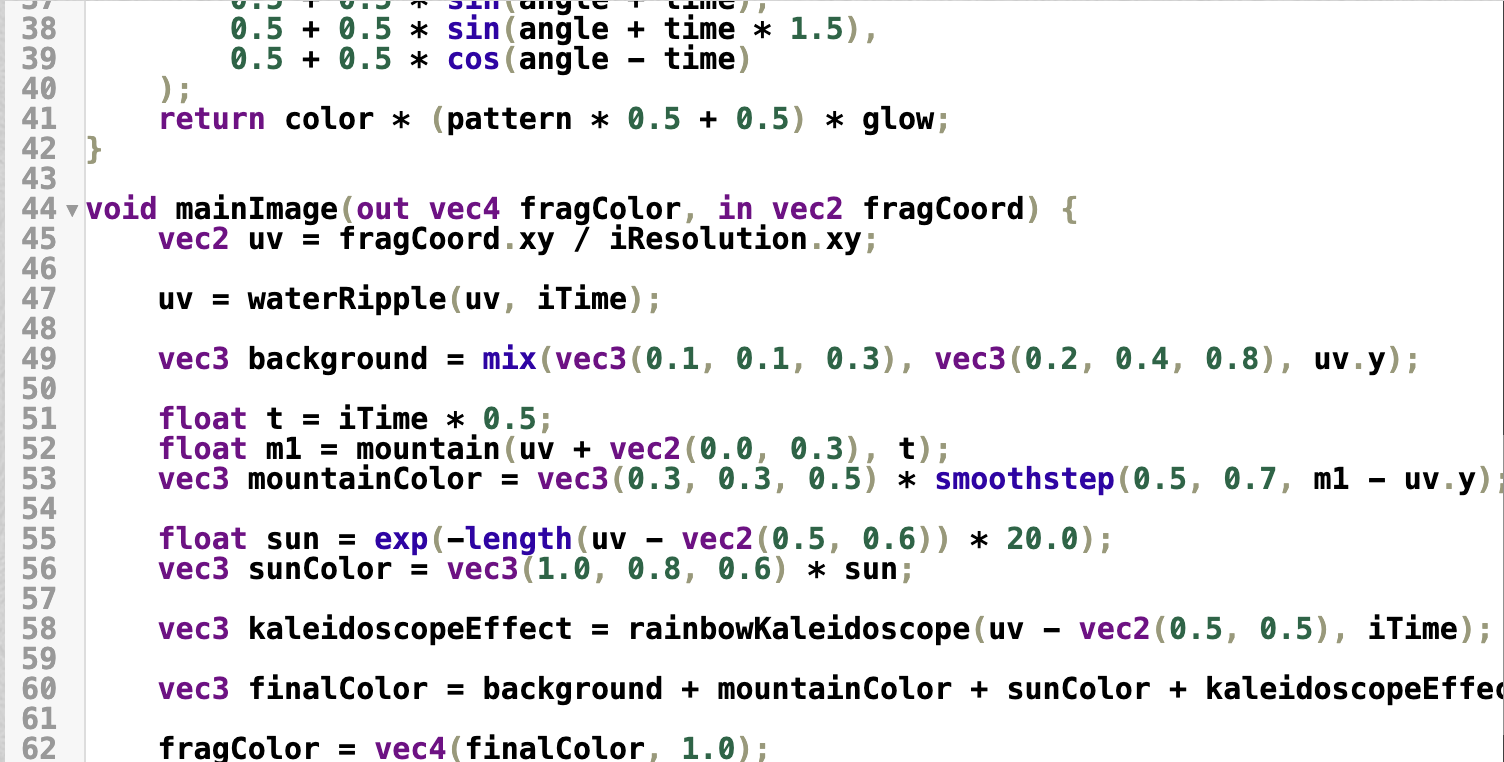 37 0.5 + 0.5 * sin(angle + time),
38 0.5 + 0.5 * sin(angle + time * 1.5),
39 0.5 + 0.5 * cos(angle - time)
40 );
41 return color * (pattern * 0.5 + 0.5) * glow;
42 }
43
44 void mainImage(out vec4 fragColor, in vec2 fragCoord) {
45 vec2 uv = fragCoord.xy / iResolution.xy;
46
47 uv = waterRipple(uv, iTime);
48
49 vec3 background = mix(vec3(0.1, 0.1, 0.3), vec3(0.2, 0.4, 0.8), uv.y);
50
51 float t = iTime * 0.5;
52 float m1 = mountain(uv + vec2(0.0, 0.3), t);
53 vec3 mountainColor = vec3(0.3, 0.3, 0.5) * smoothstep(0.5, 0.7, m1 - uv.y);
54
55 float sun = exp(-length(uv - vec2(0.5, 0.6)) * 20.0);
56 vec3 sunColor = vec3(1.0, 0.8, 0.6) * sun;
57
58 vec3 kaleidoscopeEffect = rainbowKaleidoscope(uv - vec2(0.5, 0.5), iTime);
59
60 vec3 finalColor = background + mountainColor + sunColor + kaleidoscopeEffec
61
62 fragColor = vec4(finalColor, 1.0);